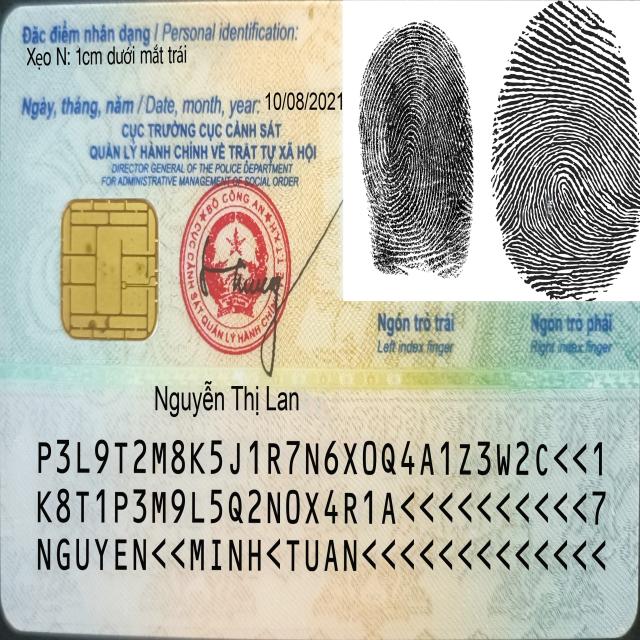 Đặc điểm nhân dạng / Personal identification:
Xẹo N: 1cm dưới mắt trái
Ngày, tháng, năm / Date, month, year: 10/08/2021
CỤC TRƯỞNG CỤC CẢNH SÁT
QUẢN LÝ HÀNH CHÍNH VỀ TRẬT TỰ XÃ HỘI
DIRECTOR GENERAL OF THE POLICE DEPARTMENT
FOR ADMINISTRATIVE MANAGEMENT OF SOCIAL ORDER
BỘ CÔNG AN
CỤC CẢNH SÁT QUẢN LÝ HÀNH CHÍNH
Ngón trỏ trái
Left index finger
Ngón trỏ phải
Right index finger
Nguyễn Thị Lan
P3L9T2M8K5J1R7N6X0Q4A1Z3W2C<<1
K8T1P3M9L5Q2N0X4R1A<<<<<<<<<<7
NGUYEN<<MINH<TUAN<<<<<<<<<<<<<